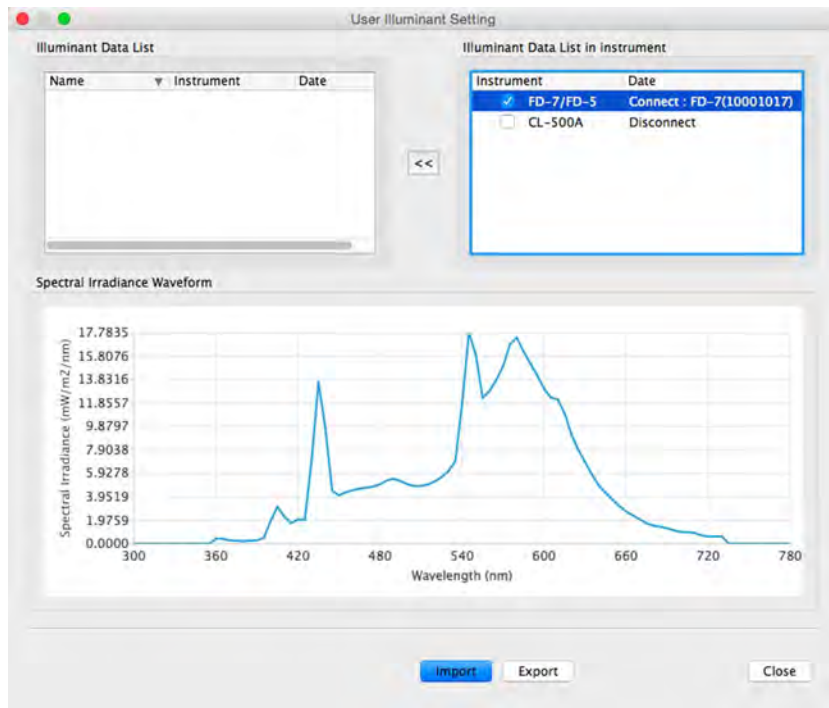 User Illuminant Setting
Illuminant Data List
Name ▼ Instrument Date
<<
Illuminant Data List in instrument
Instrument Date
FD-7/FD-5 Connect : FD-7(10001017)
CL-500A Disconnect
Spectral Irradiance Waveform
Spectral Irradiance (mW/m2/nm)
17.7835
15.8076
13.8316
11.8557
9.8797
7.9038
5.9278
3.9519
1.9759
0.0000
300 360 420 480 540 600 660 720 780
Wavelength (nm)
Import Export Close